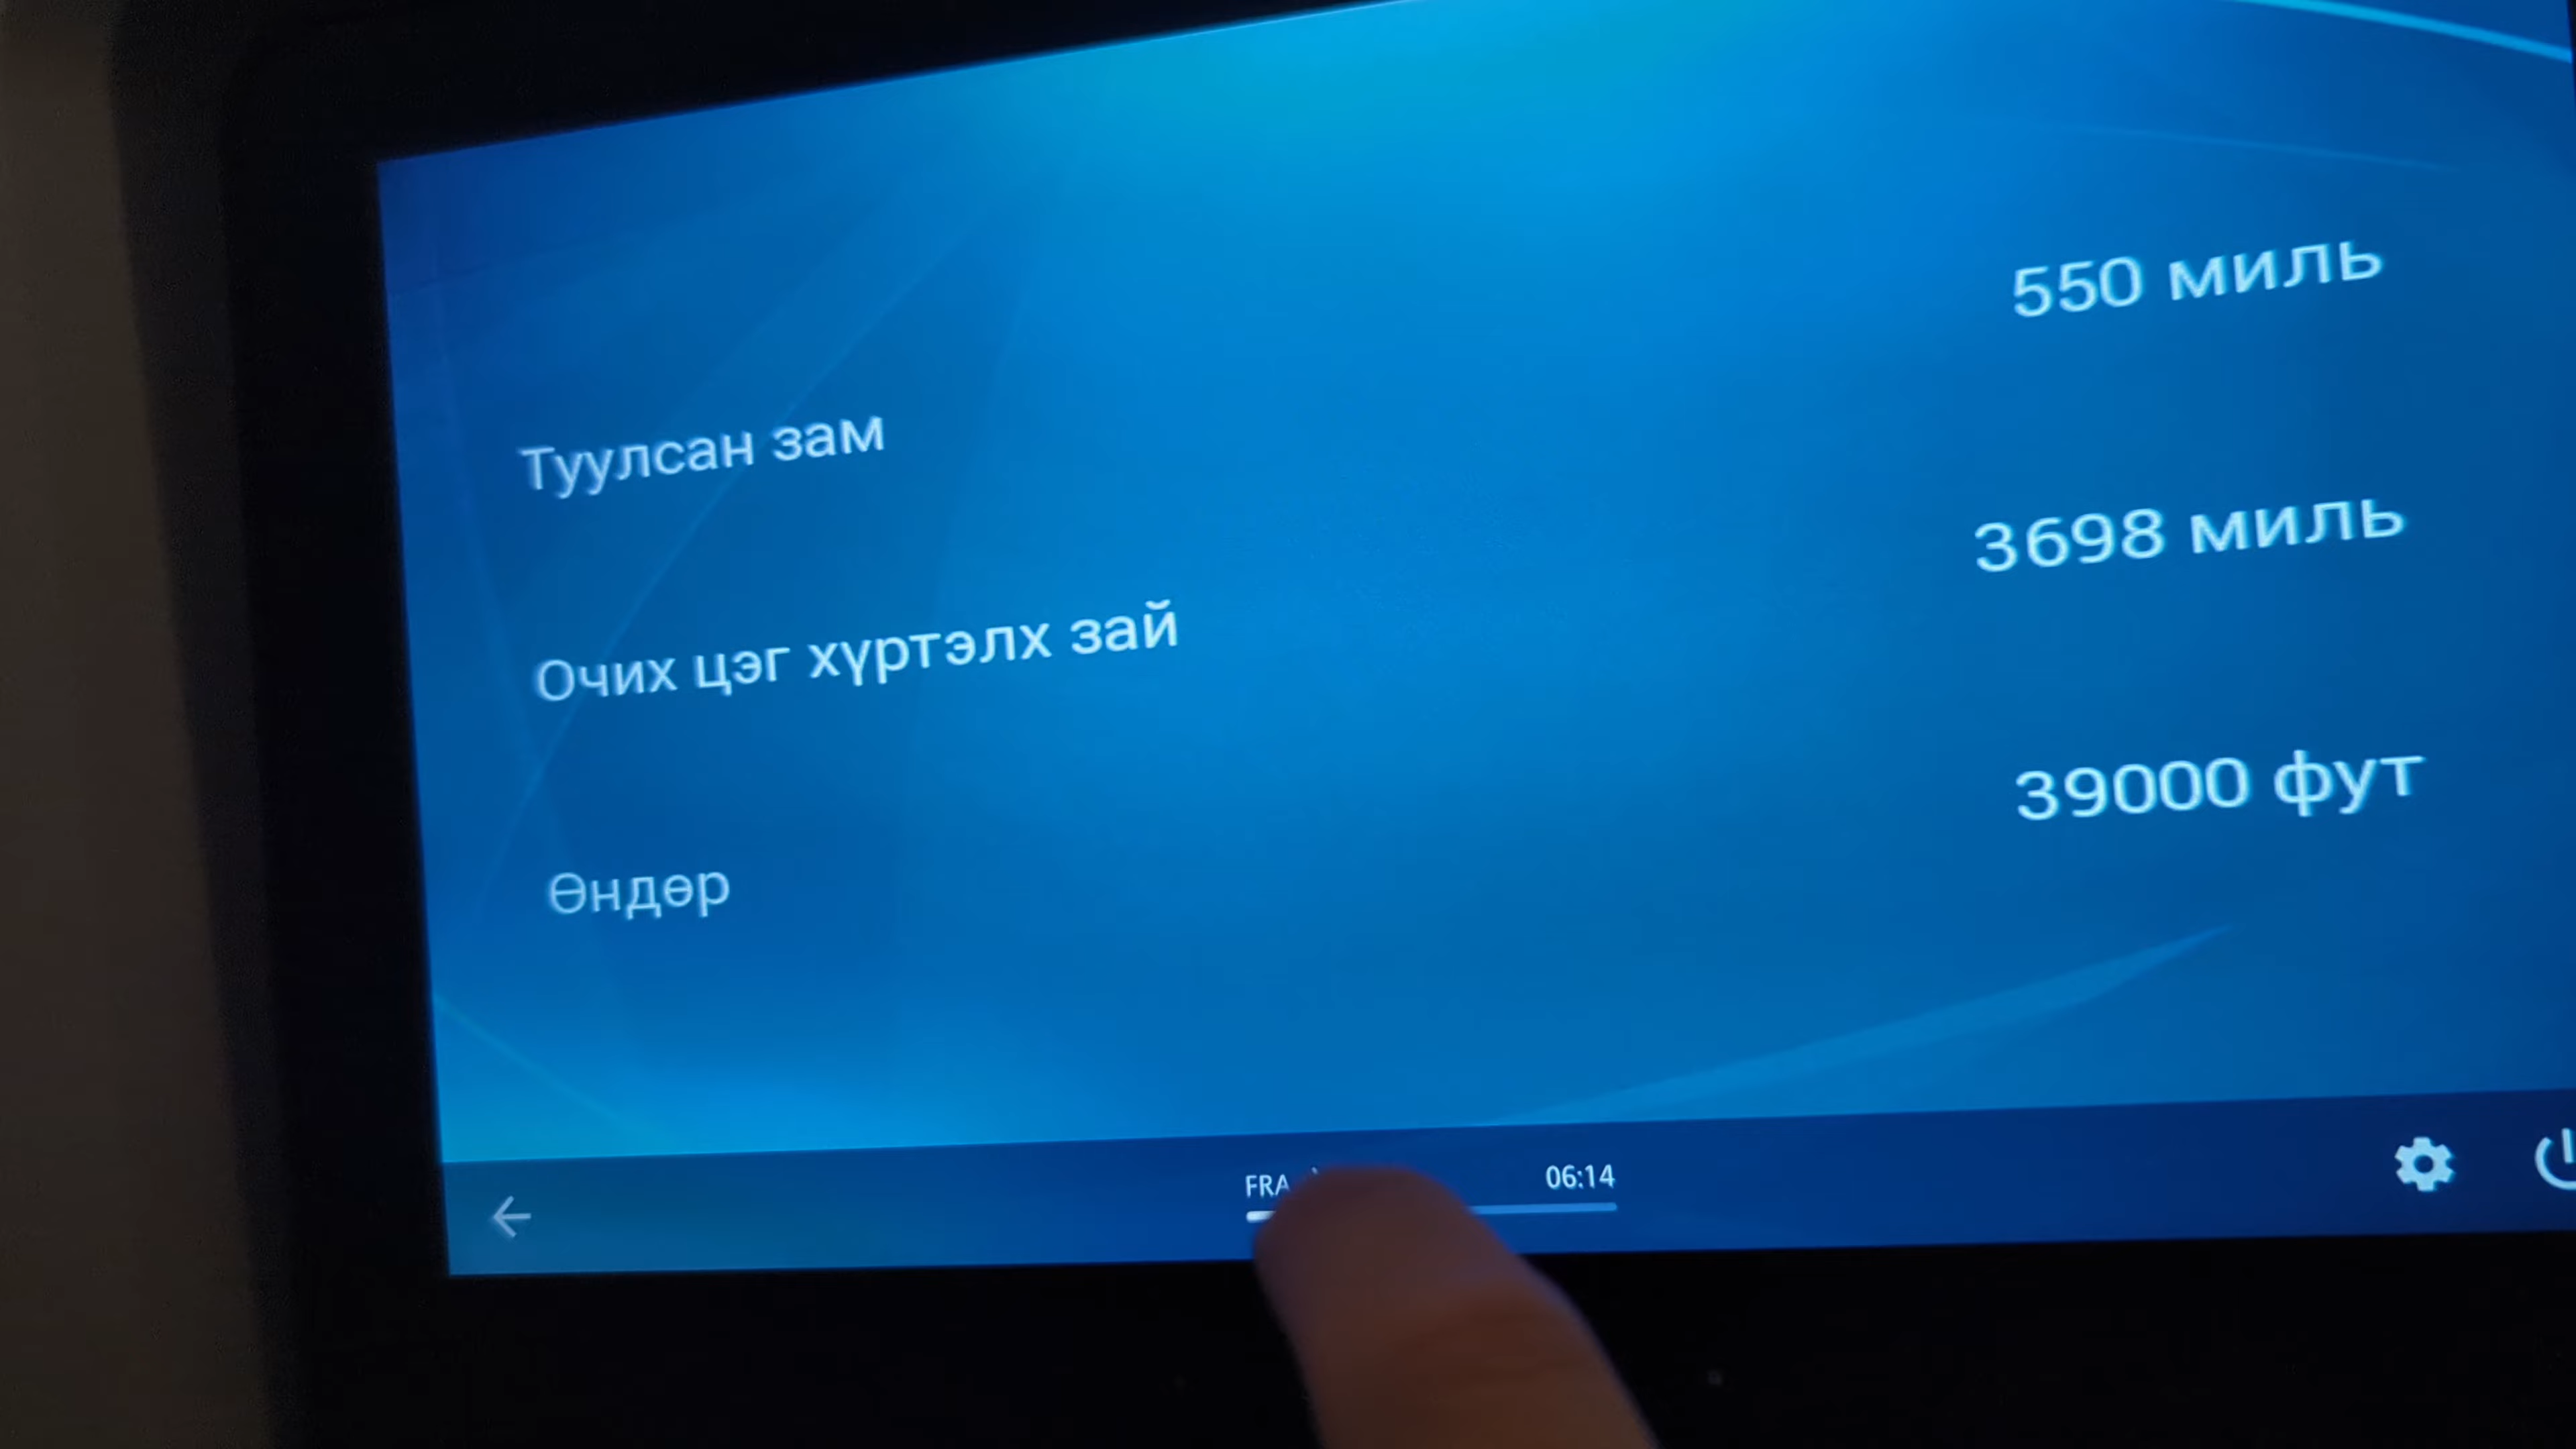 550 миль
Туулсан зам
3698 миль
Очих цэг хүртэлх зай
39000 фут
Өндөр
FRA
06:14